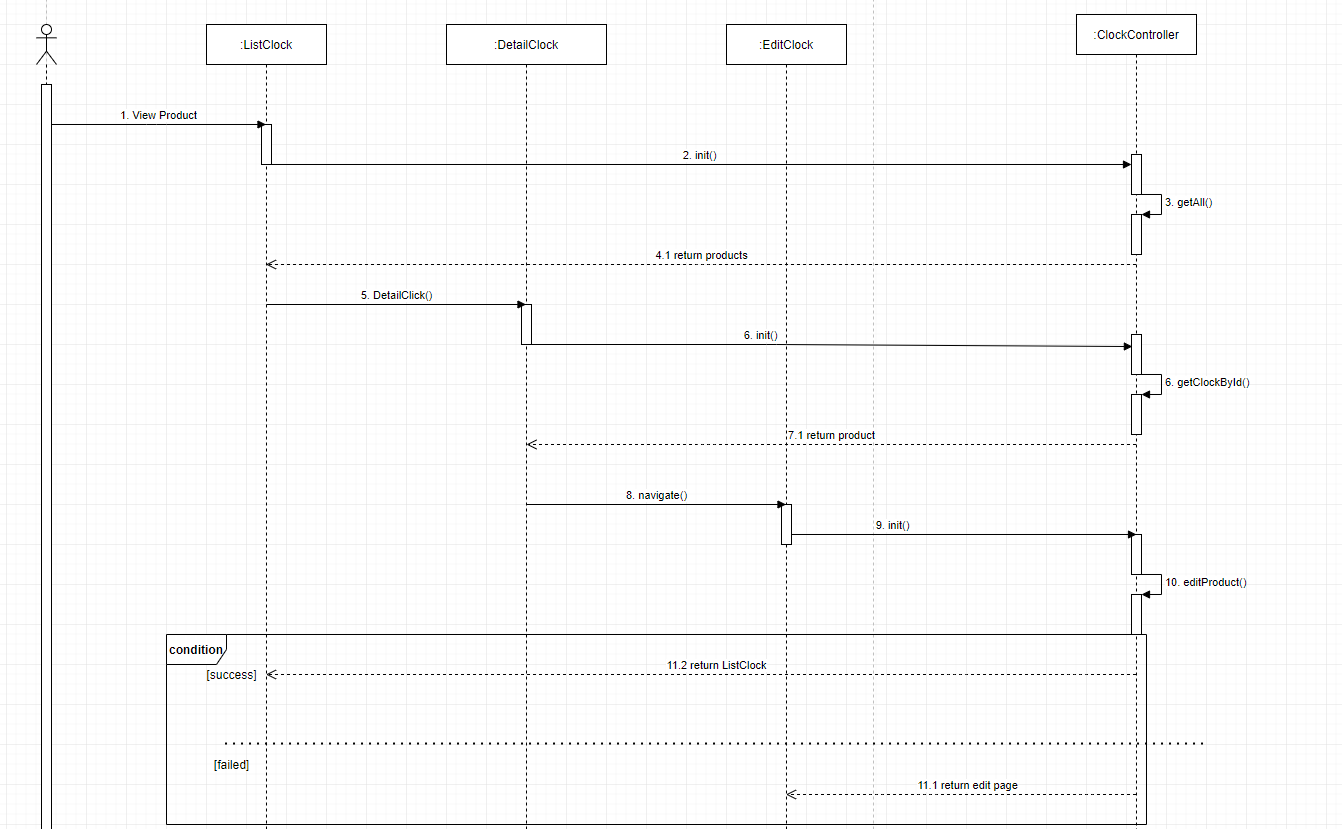 :ListClock
:DetailClock
:EditClock
:ClockController
1. View Product
2. init()
3. getAll()
4.1 return products
5. DetailClick()
6. init()
6. getClockById()
7.1 return product
8. navigate()
9. init()
10. editProduct()
condition
11.2 return ListClock
[success]
[failed]
11.1 return edit page